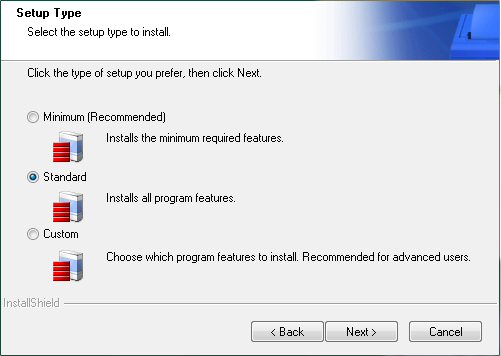 Setup Type
Select the setup type to install.
Click the type of setup you prefer, then click Next.
Minimum (Recommended)
Installs the minimum required features.
Standard
Installs all program features.
Custom
Choose which program features to install. Recommended for advanced users.
InstallShield
< Back
Next >
Cancel